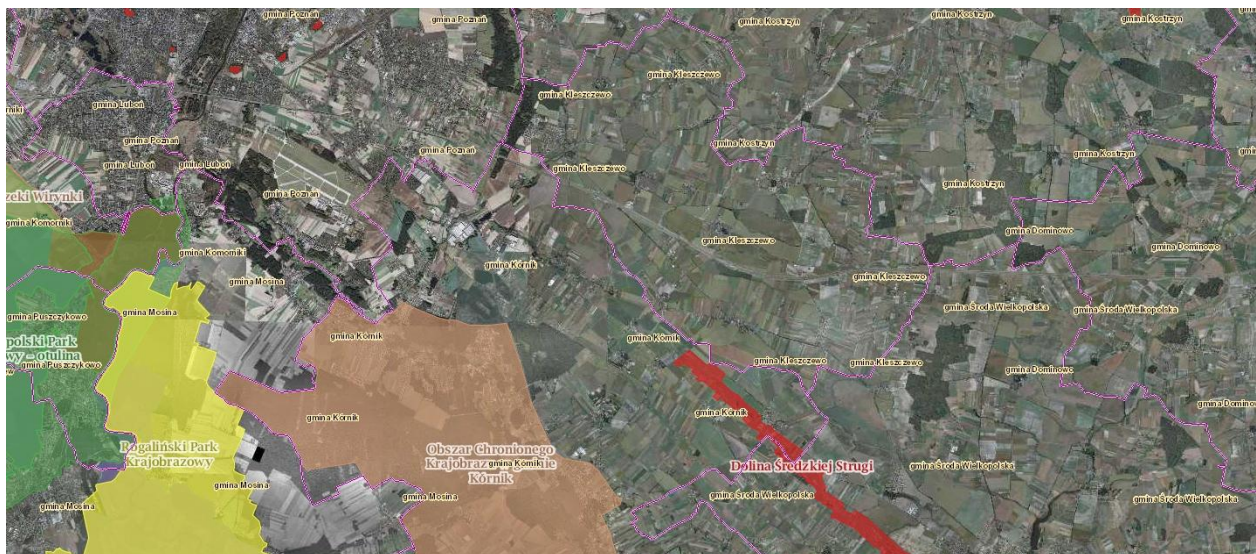 gmina Poznań
gmina Kostrzyn
gmina Kostrzyn
gmina Kostrzyn
gmina Kleszczewo
gmina Luboń
gmina Kleszczewo
gmina Poznań
gmina Kostrzyn
gmina Poznań
gmina Kostrzyn
gmina Luboń
gmina Luboń
gmina Kleszczewo
gmina Kostrzyn
gmina Poznań
zeki Wirynki
gmina Komorniki
gmina Dominowo
gmina Kleszczewo
gmina Dominowo
gmina Komorniki
gmina Kórnik
gmina Mosina
gmina Kleszczewo
gmina Mosina
gmina Środa Wielkopolska
gmina Środa Wielkopolska
gmina Puszczykowo
gmina Kórnik
gmina Kórnik
polski Park
wy - otulina
gmina Puszczykowo
gmina Kleszczewo
gmina Kleszczewo
gmina Dominowo
gmina Dominowo
gmina Kórnik
gmina Kórnik
Rogaliński Park
Krajobrazowy
Obszar Chronionego
gmina Kórnik
Kórnik
Dolina Średzkiej Strugi
gmina Środa Wielkopolska
gmina Mosina
gmina Mosina
gmina Środa Wielkopolska
gmina Środa Wielkopolska
gmina Mosina